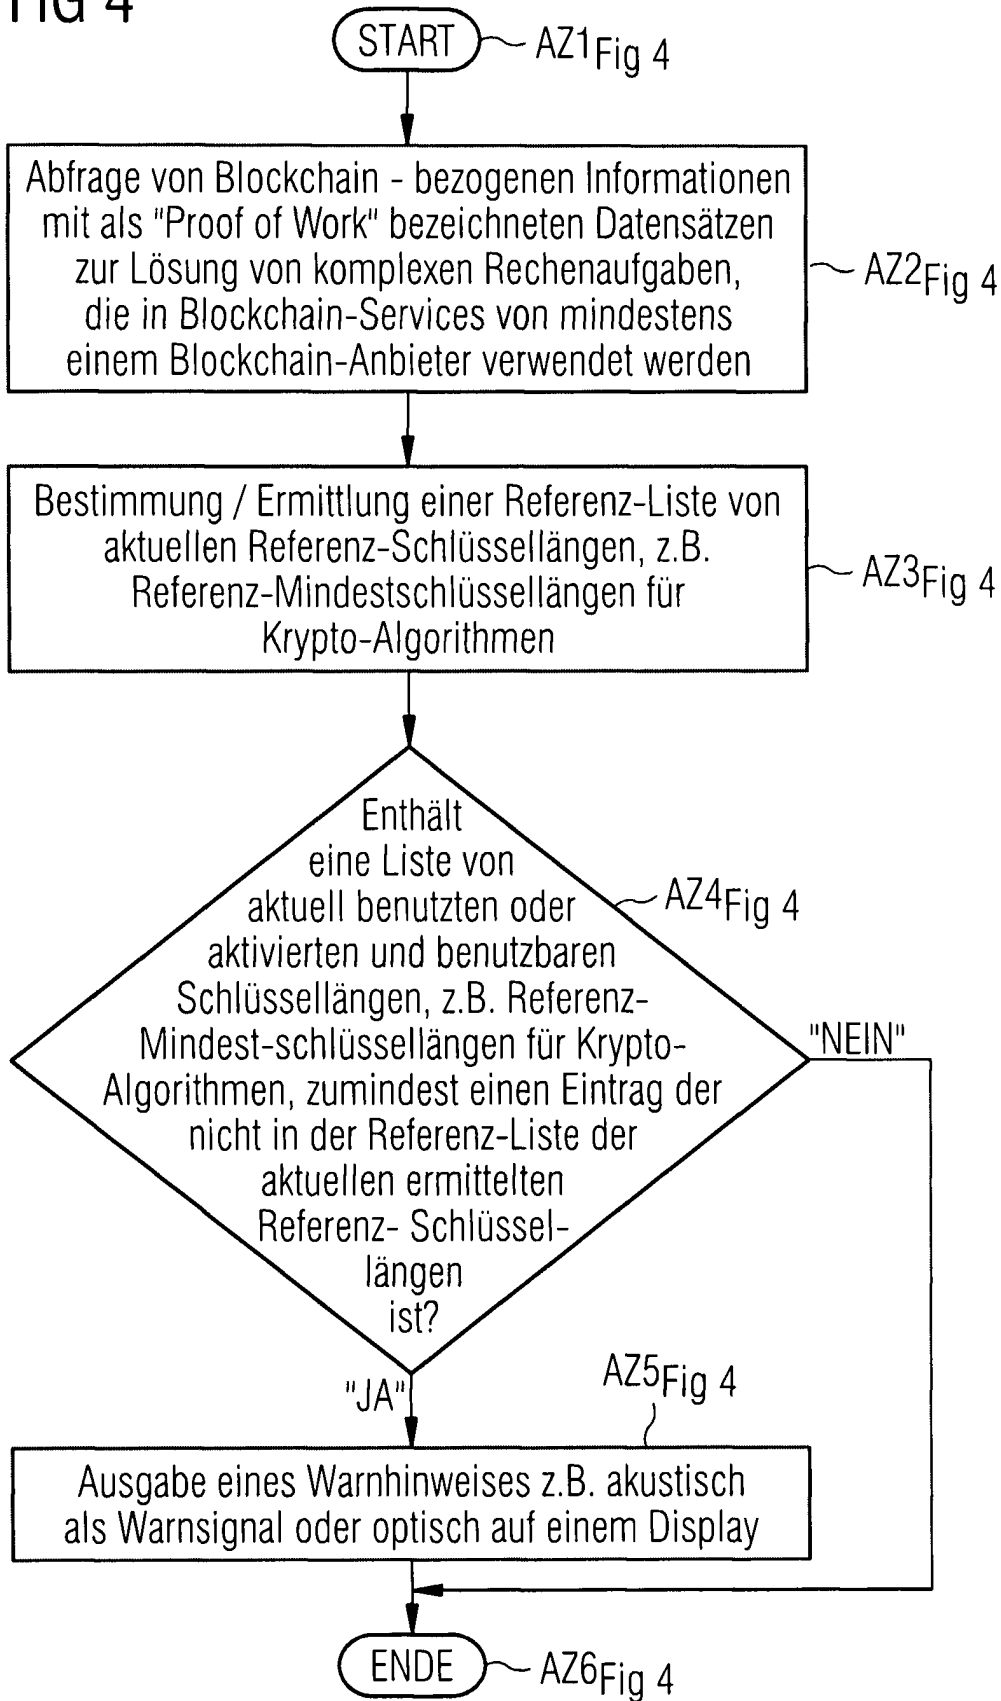 FIG 4
START
AZ1Fig 4
Abfrage von Blockchain - bezogenen Informationen
mit als "Proof of Work" bezeichneten Datensätzen
zur Lösung von komplexen Rechenaufgaben,
die in Blockchain-Services von mindestens
einem Blockchain-Anbieter verwendet werden
AZ2Fig 4
Bestimmung / Ermittlung einer Referenz-Liste von
aktuellen Referenz-Schlüssellängen, z.B.
Referenz-Mindestschlüssellängen für
Krypto-Algorithmen
AZ3Fig 4
Enthält
eine Liste von
aktuell benutzten oder
aktivierten und benutzbaren
Schlüssellängen, z.B. Referenz-
Mindest-schlüssellängen für Krypto-
Algorithmen, zumindest einen Eintrag der
nicht in der Referenz-Liste der
aktuellen ermittelten
Referenz- Schlüssel-
längen
ist?
AZ4Fig 4
"NEIN"
"JA"
AZ5Fig 4
Ausgabe eines Warnhinweises z.B. akustisch
als Warnsignal oder optisch auf einem Display
ENDE
AZ6Fig 4